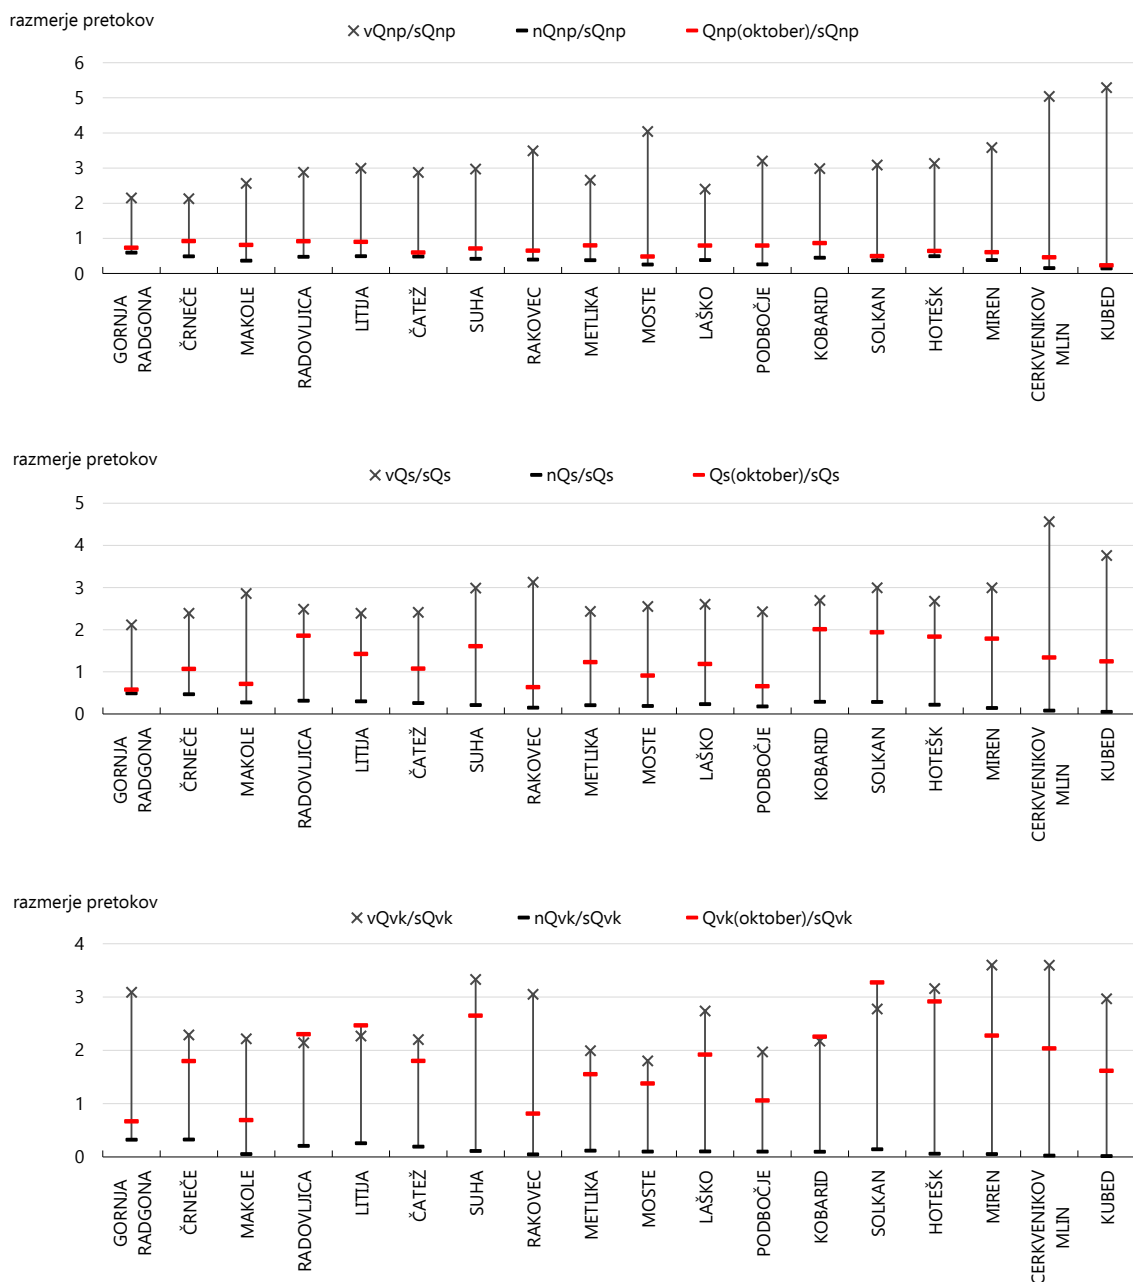 razmerje pretokov
vQnp/sQnp nQnp/sQnp Qnp(oktober)/sQnp
6
5
4
3
2
1
0
GORNJA RADGONA
ČRNEČE
MAKOLE
RADOVLJICA
LITIJA
ČATEŽ
SUHA
RAKOVEC
METLIKA
MOSTE
LAŠKO
PODBOČJE
KOBARID
SOLKAN
HOTEŠK
MIREN
CERKVENIKOV MLIN
KUBED
razmerje pretokov
vQs/sQs nQs/sQs Qs(oktober)/sQs
5
4
3
2
1
0
GORNJA RADGONA
ČRNEČE
MAKOLE
RADOVLJICA
LITIJA
ČATEŽ
SUHA
RAKOVEC
METLIKA
MOSTE
LAŠKO
PODBOČJE
KOBARID
SOLKAN
HOTEŠK
MIREN
CERKVENIKOV MLIN
KUBED
razmerje pretokov
vQvk/sQvk nQvk/sQvk Qvk(oktober)/sQvk
4
3
2
1
0
GORNJA RADGONA
ČRNEČE
MAKOLE
RADOVLJICA
LITIJA
ČATEŽ
SUHA
RAKOVEC
METLIKA
MOSTE
LAŠKO
PODBOČJE
KOBARID
SOLKAN
HOTEŠK
MIREN
CERKVENIKOV MLIN
KUBED